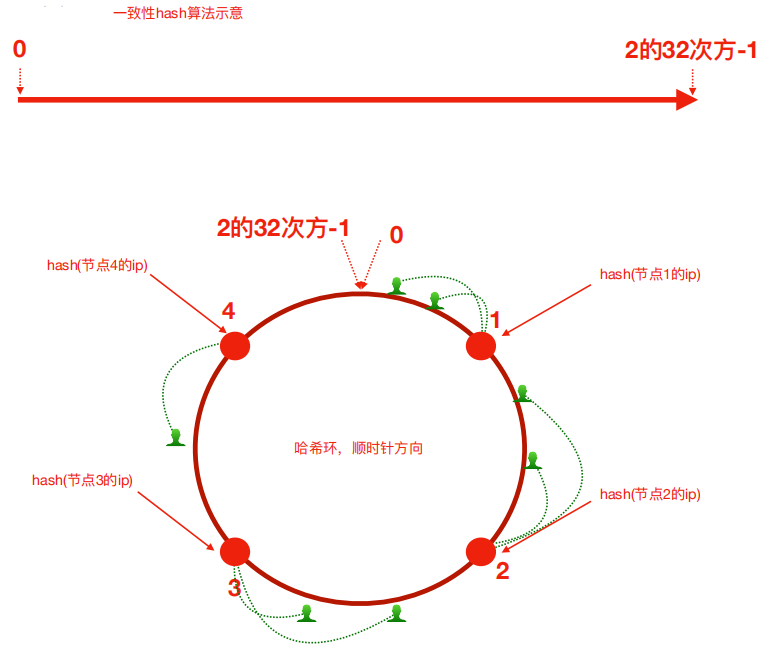 一致性hash算法示意
0
2的32次方-1
2的32次方-1
0
hash(节点4的ip)
hash(节点1的ip)
4
1
哈希环，顺时针方向
hash(节点3的ip)
hash(节点2的ip)
2
3